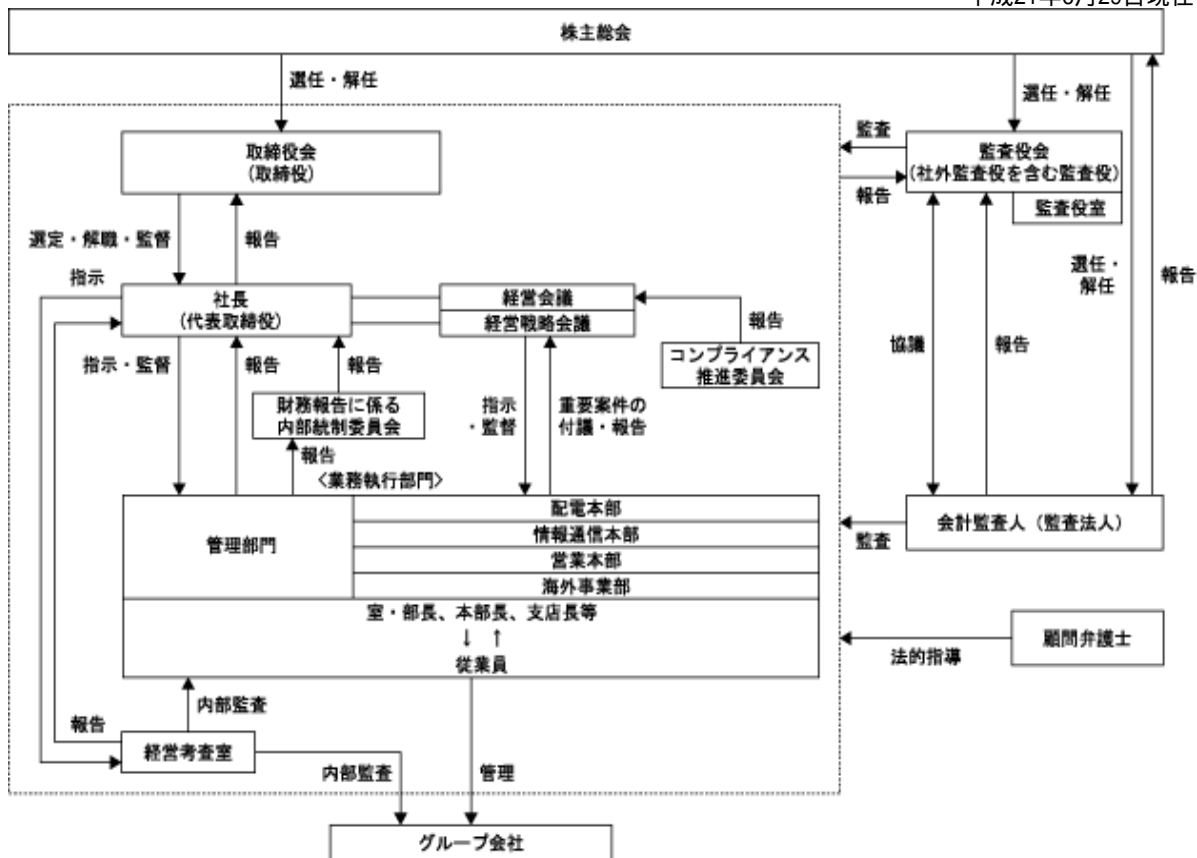 株主総会
選任・解任
選任・解任
監査
取締役会
(取締役)
監査役会
(社外監査役を含む監査役)
報告
監査役室
選定・解職・監督
報告
選任・
解任
報告
指示
社長
(代表取締役)
経営会議
経営戦略会議
報告
コンプライアンス
推進委員会
協議
報告
指示・監督
報告
報告
財務報告に係る
内部統制委員会
指示
・監督
重要案件の
付議・報告
報告
〈業務執行部門〉
管理部門
配電本部
情報通信本部
営業本部
海外事業部
会計監査人(監査法人)
監査
室・部長、本部長、支店長等
↓ ↑
従業員
顧問弁護士
法的指導
内部監査
報告
経営考査室
内部監査
管理
グループ会社